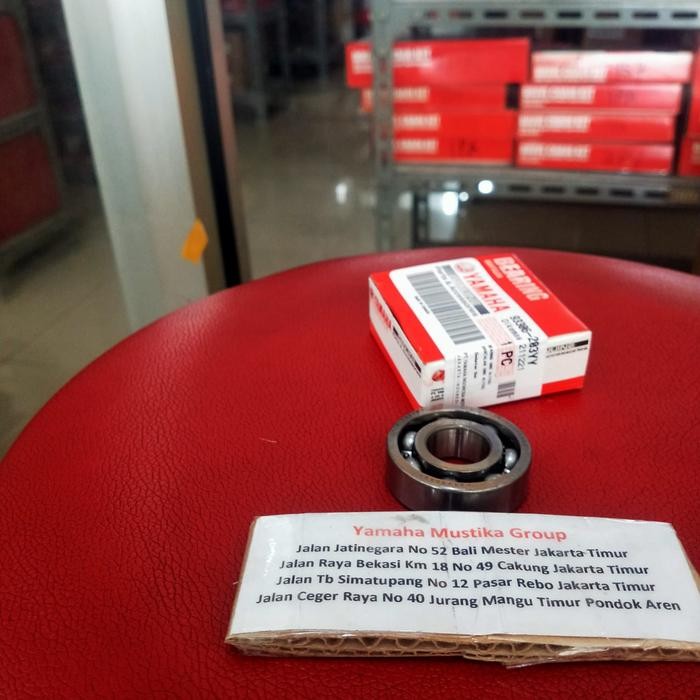 BEARING
YAMAHA
93306-203YY
1 PC
Yamaha Mustika Group
Jalan Jatinegara No 52 Bali Mester Jakarta Timur
Jalan Raya Bekasi Km 18 No 49 Cakung Jakarta Timur
Jalan Tb Simatupang No 12 Pasar Rebo Jakarta Timur
Jalan Ceger Raya No 40 Jurang Mangu Timur Pondok Aren